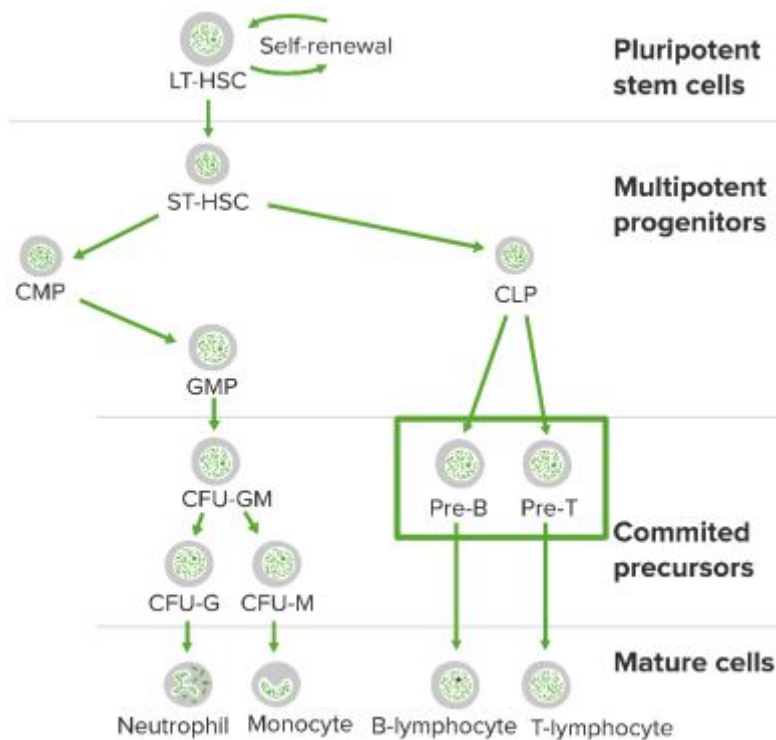 Self-renewal
LT-HSC
Pluripotent
stem cells
ST-HSC
Multipotent
progenitors
CMP
CLP
GMP
CFU-GM
Pre-B
Pre-T
Commited
precursors
CFU-G
CFU-M
Mature cells
Neutrophil
Monocyte
B-lymphocyte
T-lymphocyte